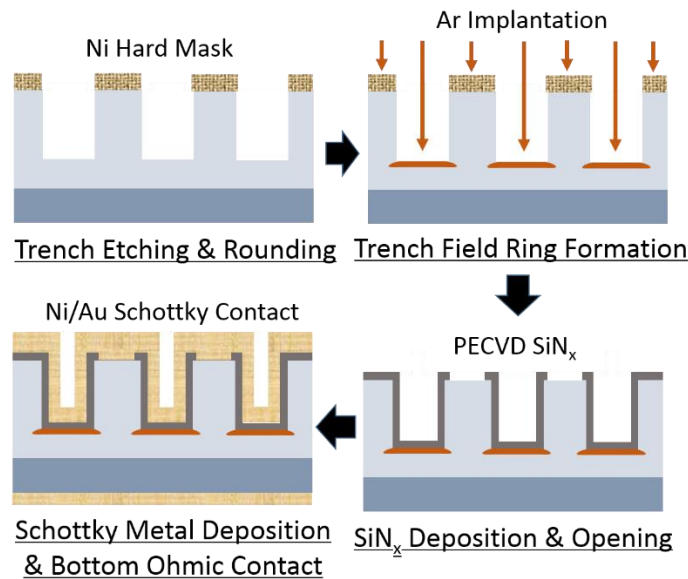 Ni Hard Mask
Ar Implantation
Trench Etching & Rounding
Trench Field Ring Formation
Ni/Au Schottky Contact
PECVD SiNₓ
Schottky Metal Deposition
& Bottom Ohmic Contact
SiNₓ Deposition & Opening